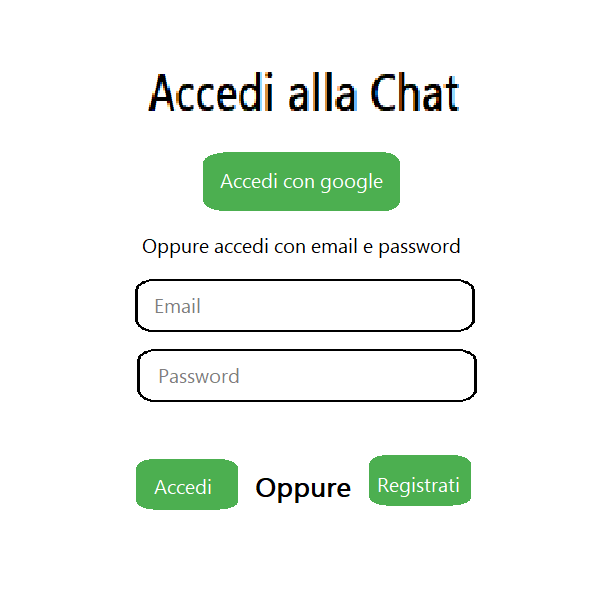 Accedi alla Chat
Accedi con google
Oppure accedi con email e password
Email
Password
Accedi Oppure Registrati